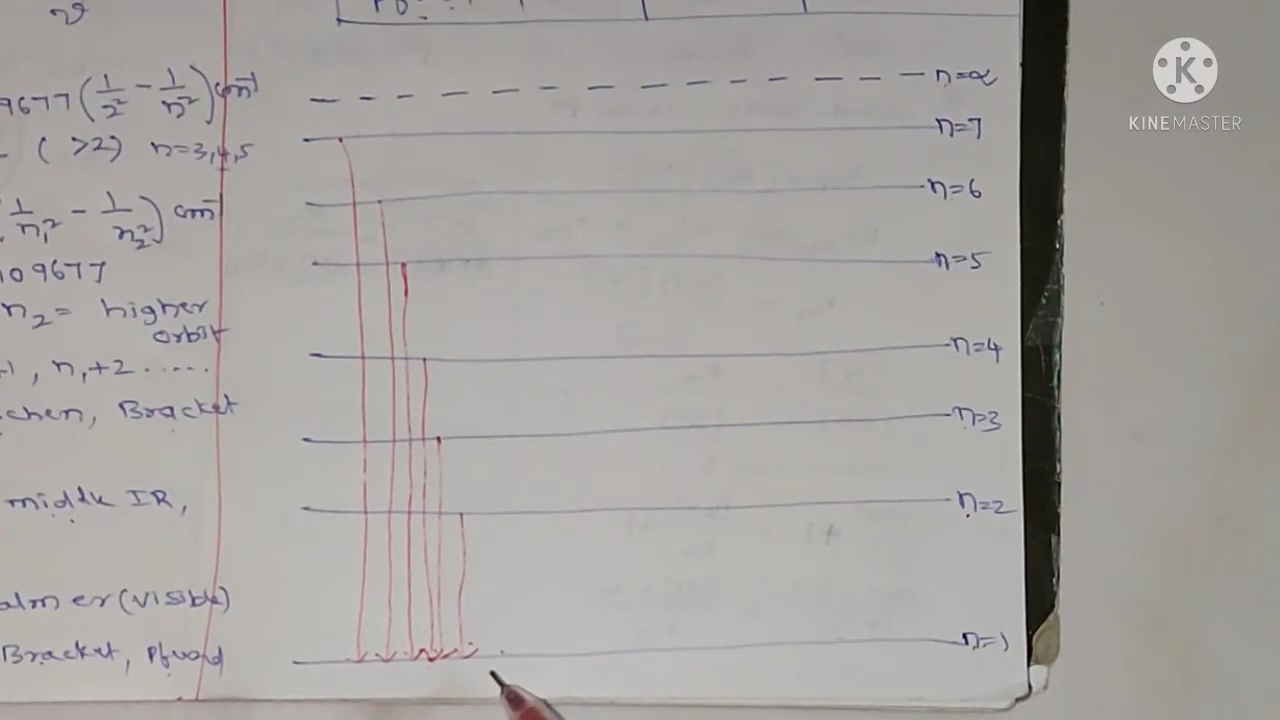 ν
9677 (1/2² - 1/n²) cm⁻¹
( >2) n=3,4,5
1/n₁² - 1/n₂²) cm⁻¹
109677
n₂ = higher
orbit
, n,+2 .....
chen, Bracket
middle IR,
almer (visible)
Bracket, Pfund
n=∝
n=7
n=6
n=5
n=4
n=3
n=2
n=1
K
KINEMASTER